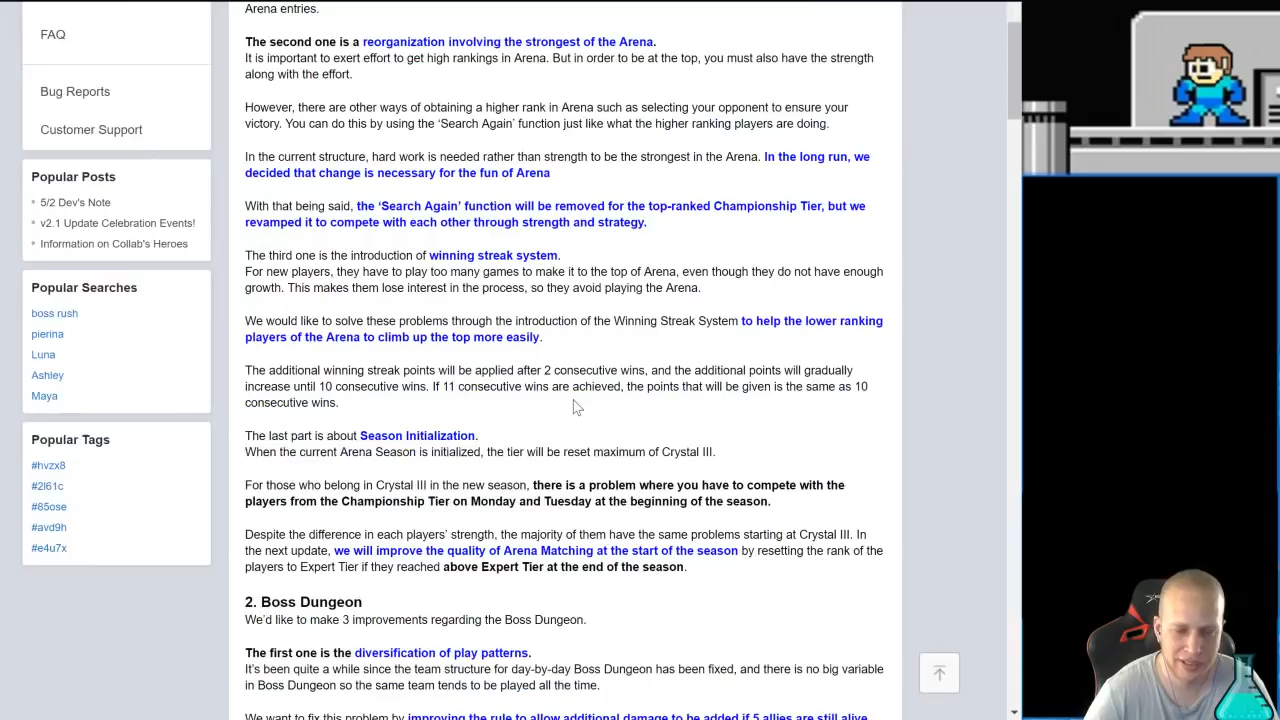 Arena entries.
FAQ
Bug Reports
Customer Support
Popular Posts
5/2 Dev's Note
v2.1 Update Celebration Events!
Information on Collab's Heroes
Popular Searches
boss rush
pierina
Luna
Ashley
Maya
Popular Tags
#hvzx8
#2l61c
#85ose
#avd9h
#e4u7x
The second one is a reorganization involving the strongest of the Arena.
It is important to exert effort to get high rankings in Arena. But in order to be at the top, you must also have the strength
along with the effort.
However, there are other ways of obtaining a higher rank in Arena such as selecting your opponent to ensure your
victory. You can do this by using the ‘Search Again’ function just like what the higher ranking players are doing.
In the current structure, hard work is needed rather than strength to be the strongest in the Arena. In the long run, we
decided that change is necessary for the fun of Arena
With that being said, the ‘Search Again’ function will be removed for the top-ranked Championship Tier, but we
revamped it to compete with each other through strength and strategy.
The third one is the introduction of winning streak system.
For new players, they have to play too many games to make it to the top of Arena, even though they do not have enough
growth. This makes them lose interest in the process, so they avoid playing the Arena.
We would like to solve these problems through the introduction of the Winning Streak System to help the lower ranking
players of the Arena to climb up the top more easily.
The additional winning streak points will be applied after 2 consecutive wins, and the additional points will gradually
increase until 10 consecutive wins. If 11 consecutive wins are achieved, the points that will be given is the same as 10
consecutive wins.
The last part is about Season Initialization.
When the current Arena Season is initialized, the tier will be reset maximum of Crystal III.
For those who belong in Crystal III in the new season, there is a problem where you have to compete with the
players from the Championship Tier on Monday and Tuesday at the beginning of the season.
Despite the difference in each players’ strength, the majority of them have the same problems starting at Crystal III. In
the next update, we will improve the quality of Arena Matching at the start of the season by resetting the rank of the
players to Expert Tier if they reached above Expert Tier at the end of the season.
2. Boss Dungeon
We’d like to make 3 improvements regarding the Boss Dungeon.
The first one is the diversification of play patterns.
It’s been quite a while since the team structure for day-by-day Boss Dungeon has been fixed, and there is no big variable
in Boss Dungeon so the same team tends to be played all the time.
We want to fix this problem by improving the rule to allow additional damage to be added if 5 allies are still alive